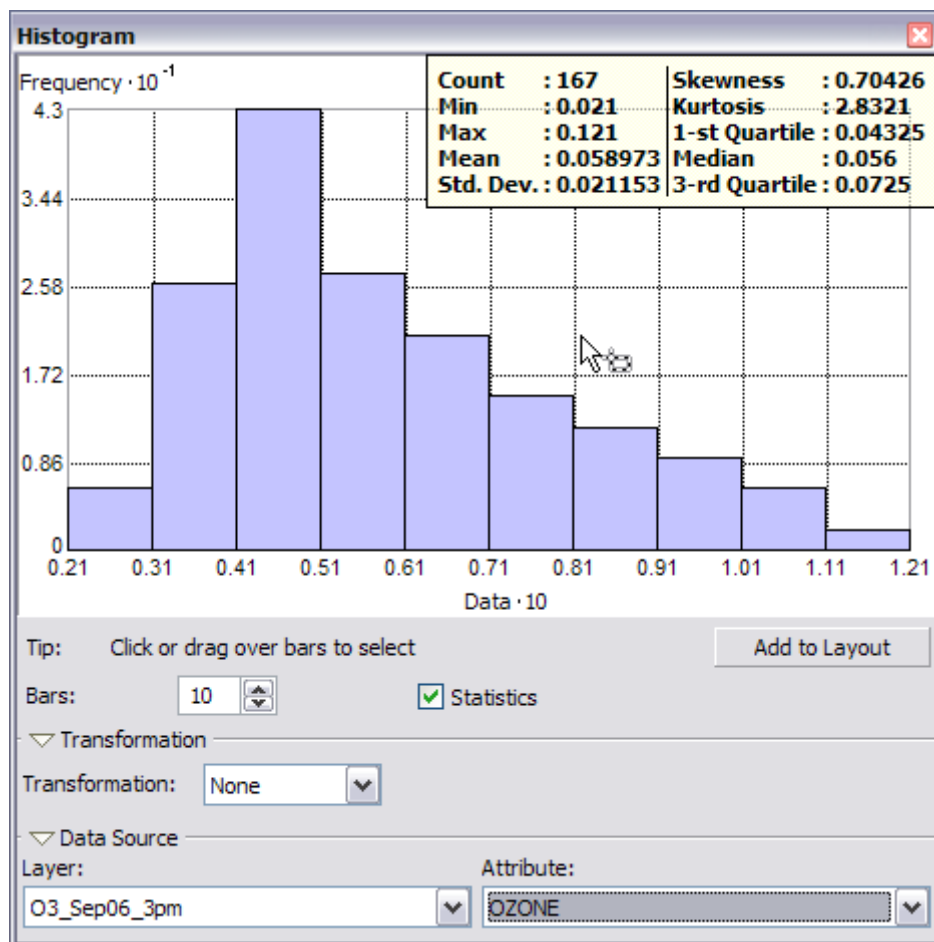 Histogram
Frequency · 10 -1
Count : 167
Min : 0.021
Max : 0.121
Mean : 0.058973
Std. Dev. : 0.021153
Skewness : 0.70426
Kurtosis : 2.8321
1-st Quartile : 0.04325
Median : 0.056
3-rd Quartile : 0.0725
4.3
3.44
2.58
1.72
0.86
0
0.21 0.31 0.41 0.51 0.61 0.71 0.81 0.91 1.01 1.11 1.21
Data · 10
Tip: Click or drag over bars to select
Add to Layout
Bars: 10
Statistics
Transformation
Transformation: None
Data Source
Layer:
Attribute:
O3_Sep06_3pm
OZONE